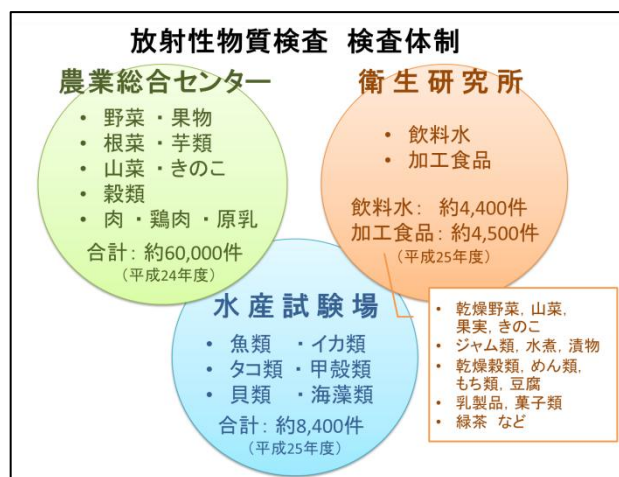 放射性物質検査 検査体制
農業総合センター
・ 野菜 ・果物
・ 根菜 ・芋類
・ 山菜 ・きのこ
・ 穀類
・ 肉 ・鶏肉 ・原乳
合計: 約60,000件
（平成24年度）
衛生研究所
・ 飲料水
・ 加工食品
飲料水: 約4,400件
加工食品: 約4,500件
（平成25年度）
水産試験場
・ 魚類 ・イカ類
・ タコ類 ・甲殻類
・ 貝類 ・海藻類
合計: 約8,400件
（平成25年度）
・ 乾燥野菜, 山菜,
果実, きのこ
・ ジャム類, 水煮, 漬物
・ 乾燥穀類, めん類,
もち類, 豆腐
・ 乳製品, 菓子類
・ 緑茶 など